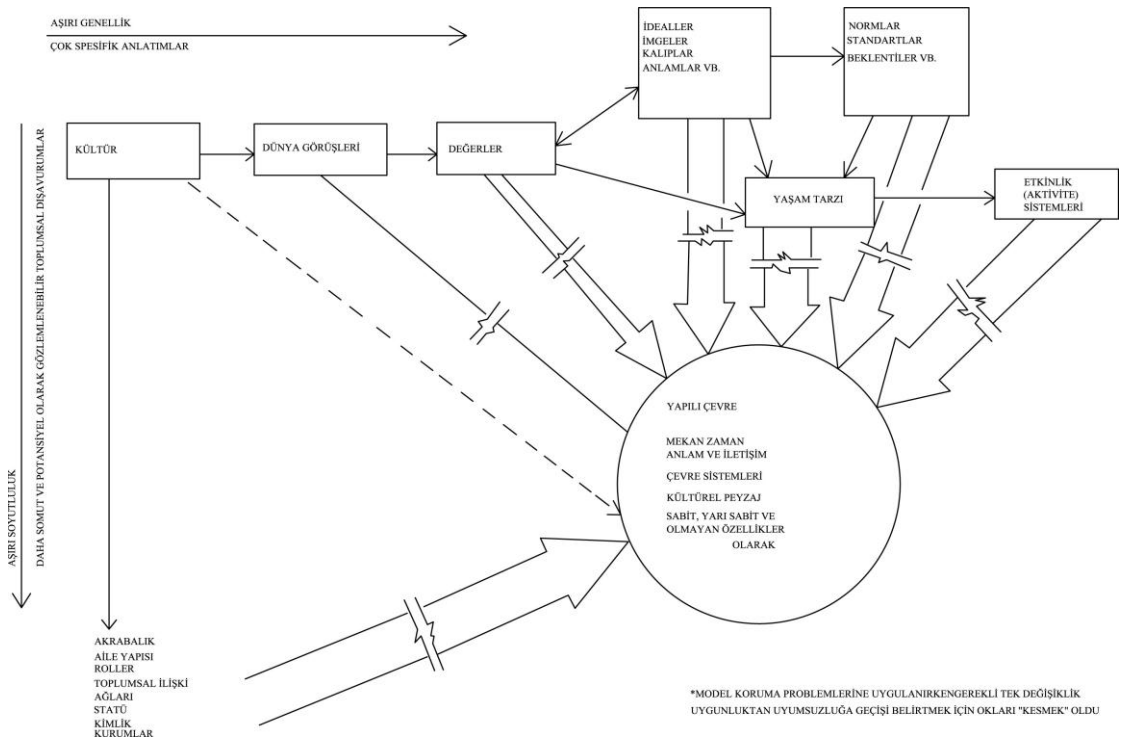 AŞIRI GENELLİK
ÇOK SPESİFİK ANLATIMLAR
İDEALLER
İMGELER
KALIPLAR
ANLAMLAR VB.
NORMLAR
STANDARTLAR
BEKLENTİLER VB.
KÜLTÜR
DÜNYA GÖRÜŞLERİ
DEĞERLER
YAŞAM TARZI
ETKİNLİK
(AKTİVİTE)
SİSTEMLERİ
AŞIRI SOYUTLULUK
DAHA SOMUT VE POTANSİYEL OLARAK GÖZLEMLENEBİLİR TOPLUMSAL DIŞAVURUMLAR
YAPILI ÇEVRE
MEKAN ZAMAN
ANLAM VE İLETİŞİM
ÇEVRE SİSTEMLERİ
KÜLTÜREL PEYZAJ
SABİT, YARI SABİT VE
OLMAYAN ÖZELLİKLER
OLARAK
AKRABALIK
AİLE YAPISI
ROLLER
TOPLUMSAL İLİŞKİ
AĞLARI
STATÜ
KİMLİK
KURUMLAR
*MODEL KORUMA PROBLEMLERİNE UYGULANIRKENGEREKLİ TEK DEĞİŞİKLİK
UYGUNLUKTAN UYUMSUZLUĞA GEÇİŞİ BELİRTMEK İÇİN OKLARI "KESMEK" OLDU